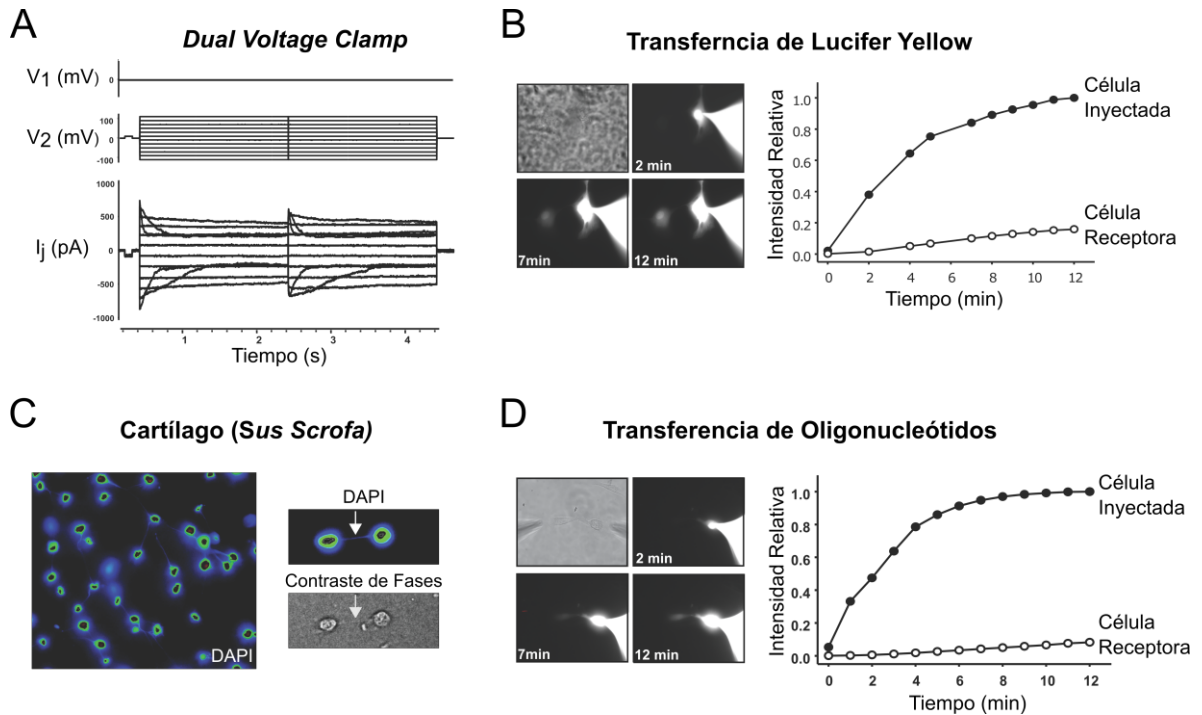 A
Dual Voltage Clamp
V1 (mV)
0
V2 (mV)
100
0
-100
Ij (pA)
1000
500
0
-500
-1000
1 2 3 4
Tiempo (s)
B
Transferncia de Lucifer Yellow
2 min
7min
12 min
Intensidad Relativa
1.0
0.8
0.6
0.4
0.2
0.0
0 2 4 6 8 10 12
Tiempo (min)
Célula
Inyectada
Célula
Receptora
C
Cartílago (Sus Scrofa)
DAPI
DAPI
Contraste de Fases
D
Transferencia de Oligonucleótidos
2 min
7min
12 min
Intensidad Relativa
1.0
0.8
0.6
0.4
0.2
0.0
0 2 4 6 8 10 12
Tiempo (min)
Célula
Inyectada
Célula
Receptora